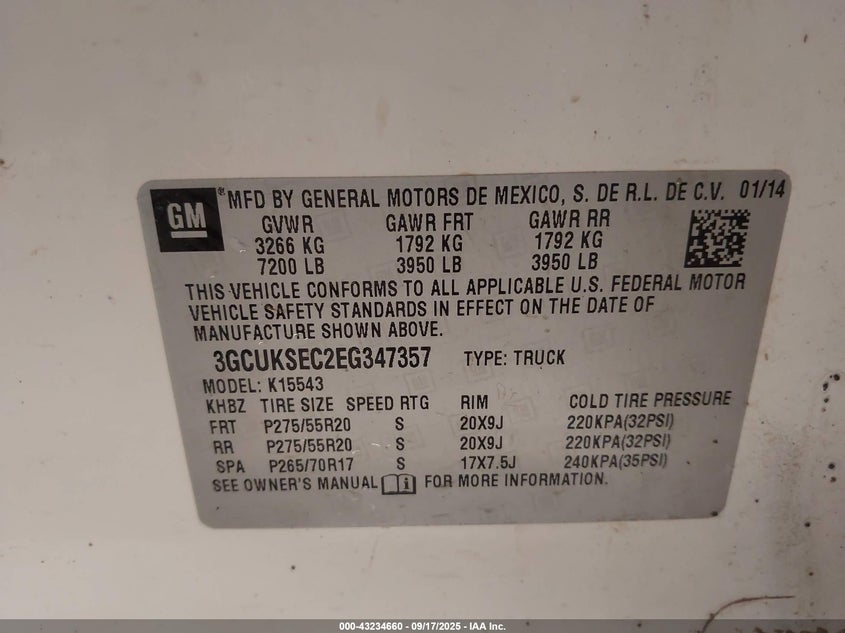 GM® MFD BY GENERAL MOTORS DE MEXICO, S. DE R.L. DE C.V. 01/14
GVWR GAWR FRT GAWR RR
3266 KG 1792 KG 1792 KG
7200 LB 3950 LB 3950 LB
THIS VEHICLE CONFORMS TO ALL APPLICABLE U.S. FEDERAL MOTOR
VEHICLE SAFETY STANDARDS IN EFFECT ON THE DATE OF
MANUFACTURE SHOWN ABOVE.
3GCUKSEC2EG347357 TYPE: TRUCK
MODEL: K15543
KHBZ TIRE SIZE SPEED RTG RIM COLD TIRE PRESSURE
FRT P275/55R20 S 20X9J 220KPA(32PSI)
RR P275/55R20 S 20X9J 220KPA(32PSI)
SPA P265/70R17 S 17X7.5J 240KPA(35PSI)
SEE OWNER'S MANUAL FOR MORE INFORMATION.
000-43234660 - 09/17/2025 - IAA Inc.